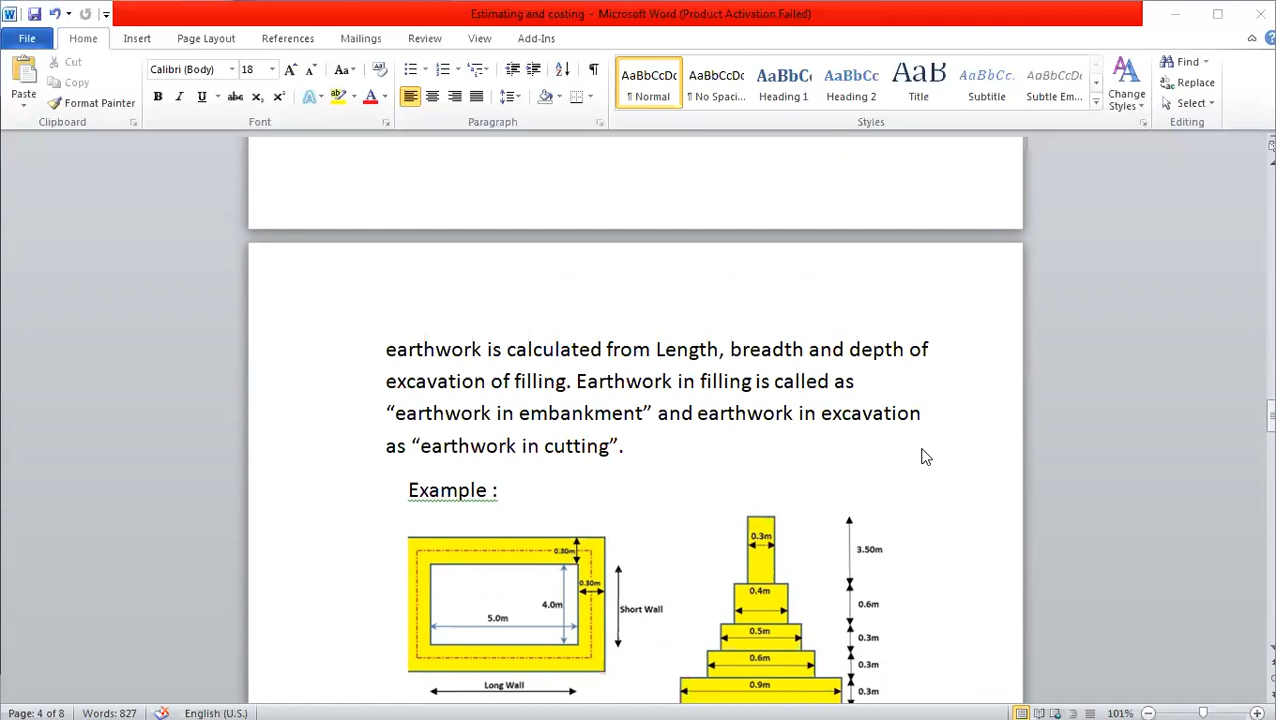 Estimating and costing - Microsoft Word (Product Activation Failed)
File Home Insert Page Layout References Mailings Review View Add-Ins
Paste
Cut
Copy
Format Painter
Clipboard
Calibri (Body) 18
Font
Paragraph
AaBbCcDc AaBbCcDc AaBbC AaBbCc AaB AaBbCc. AaBbCcDc
¶ Normal ¶ No Spaci... Heading 1 Heading 2 Title Subtitle Subtle Em...
Change Styles
Styles
Find
Replace
Select
Editing
earthwork is calculated from Length, breadth and depth of
excavation of filling. Earthwork in filling is called as
“earthwork in embankment” and earthwork in excavation
as “earthwork in cutting”.
Example :
0.30m
0.30m
4.0m
5.0m
Short Wall
Long Wall
0.3m
3.50m
0.4m
0.6m
0.5m
0.3m
0.6m
0.3m
0.9m
0.3m
Page: 4 of 8 Words: 827 English (U.S.) 101%